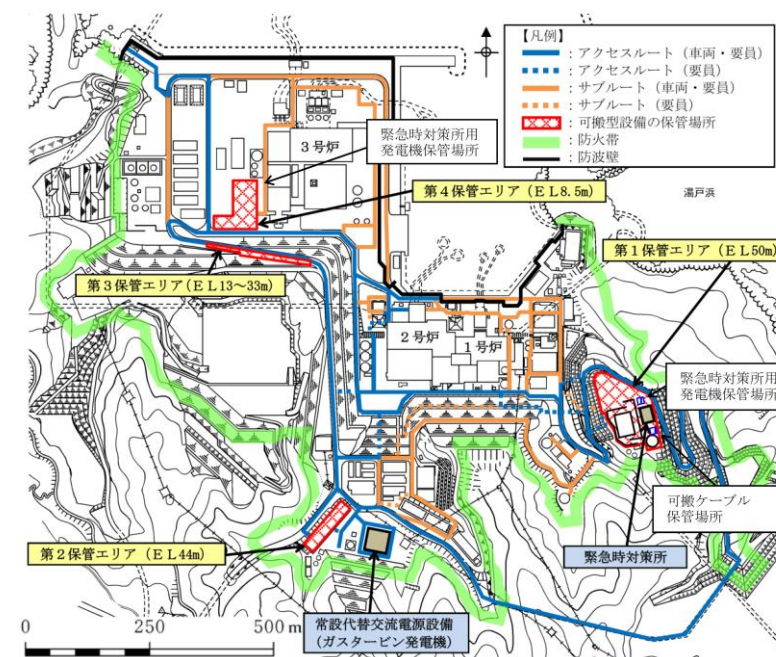 【凡例】
：アクセスルート（車両・要員）
：アクセスルート（要員）
：サブルート（車両・要員）
：サブルート（要員）
：可搬型設備の保管場所
：防火帯
：防波壁
緊急時対策所用
発電機保管場所
3号炉
第4保管エリア（EL8.5m）
湯戸浜
第1保管エリア（EL50m）
第3保管エリア（EL13～33m）
2号炉
1号炉
緊急時対策所用
発電機保管場所
可搬ケーブル
保管場所
第2保管エリア（EL44m）
緊急時対策所
常設代替交流電源設備
（ガスタービン発電機）
0 250 500m